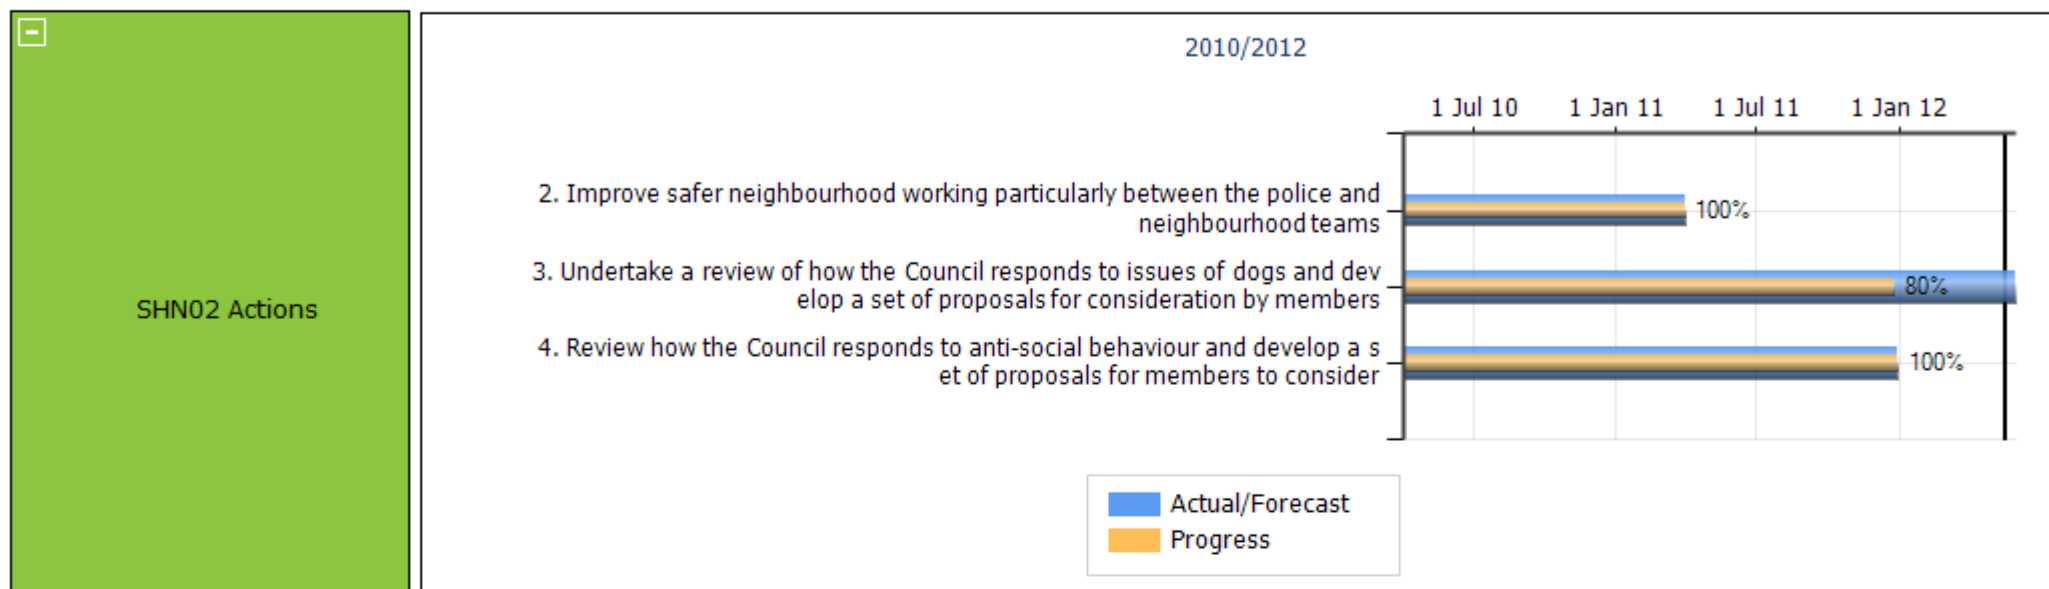 SHN02 Actions
2010/2012
1 Jul 10 1 Jan 11 1 Jul 11 1 Jan 12
2. Improve safer neighbourhood working particularly between the police and
neighbourhood teams
100%
3. Undertake a review of how the Council responds to issues of dogs and dev
elop a set of proposals for consideration by members
80%
4. Review how the Council responds to anti-social behaviour and develop a s
et of proposals for members to consider
100%
Actual/Forecast
Progress